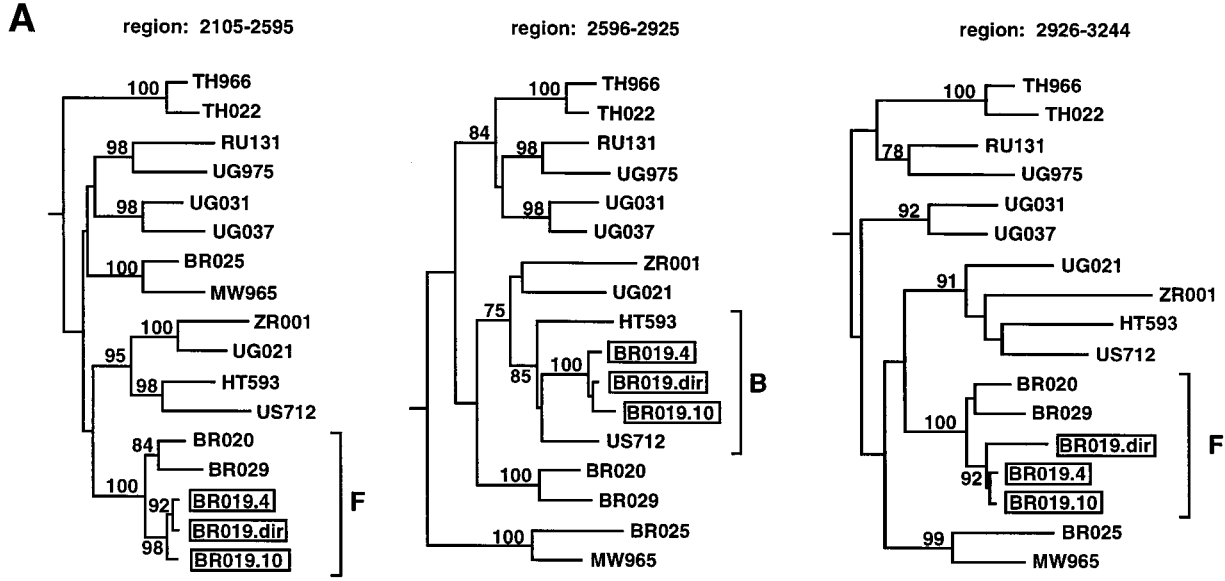 A
region: 2105-2595
100
TH966
TH022
98
RU131
UG975
98
UG031
UG037
100
BR025
MW965
95
100
ZR001
UG021
98
HT593
US712
100
84
BR020
BR029
92
98
BR019.4
BR019.dir
BR019.10
F
region: 2596-2925
84
100
TH966
TH022
98
RU131
UG975
98
UG031
UG037
75
ZR001
UG021
85
HT593
100
BR019.4
BR019.dir
BR019.10
US712
B
100
BR020
BR029
100
BR025
MW965
region: 2926-3244
100
TH966
TH022
78
RU131
UG975
92
UG031
UG037
91
UG021
ZR001
HT593
US712
100
BR020
BR029
92
BR019.dir
BR019.4
BR019.10
F
99
BR025
MW965